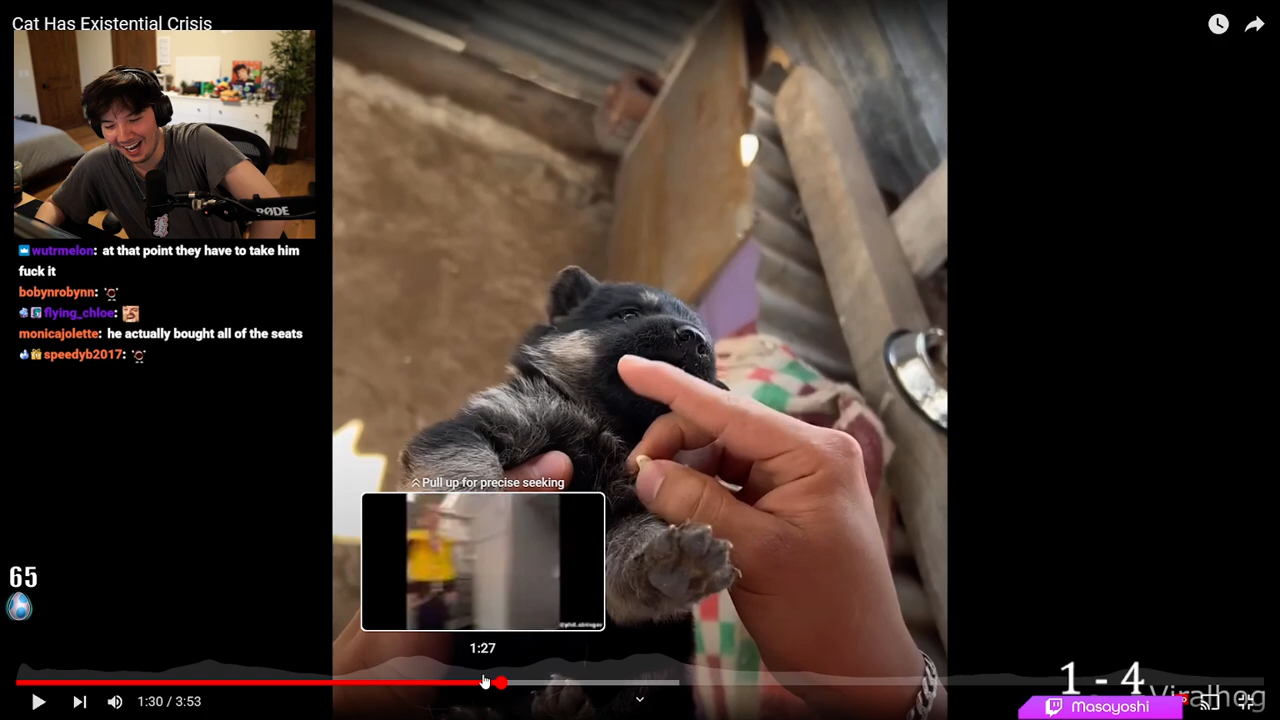 Cat Has Existential Crisis
RØDE
wutrmelon: at that point they have to take him
fuck it
bobynrobynn:
flying_chloe:
monicajolette: he actually bought all of the seats
speedyb2017:
Pull up for precise seeking
65
1:27
1 - 4
1:30 / 3:53
Viralhog
Masayoshi